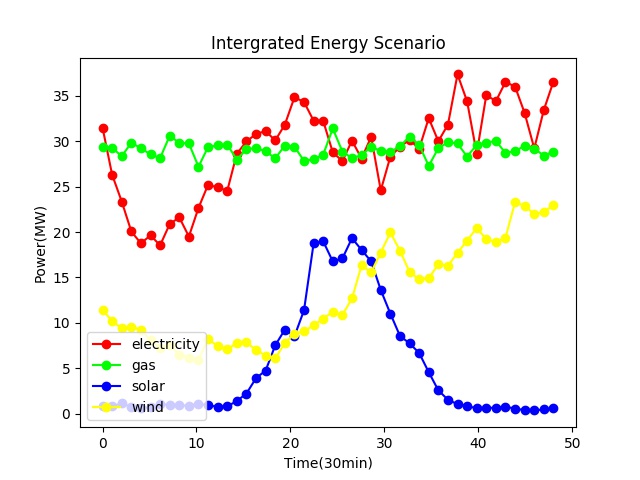 Intergrated Energy Scenario
Power(MW)
35
30
25
20
15
10
5
0
electricity
gas
solar
wind
0 10 20 30 40 50
Time(30min)